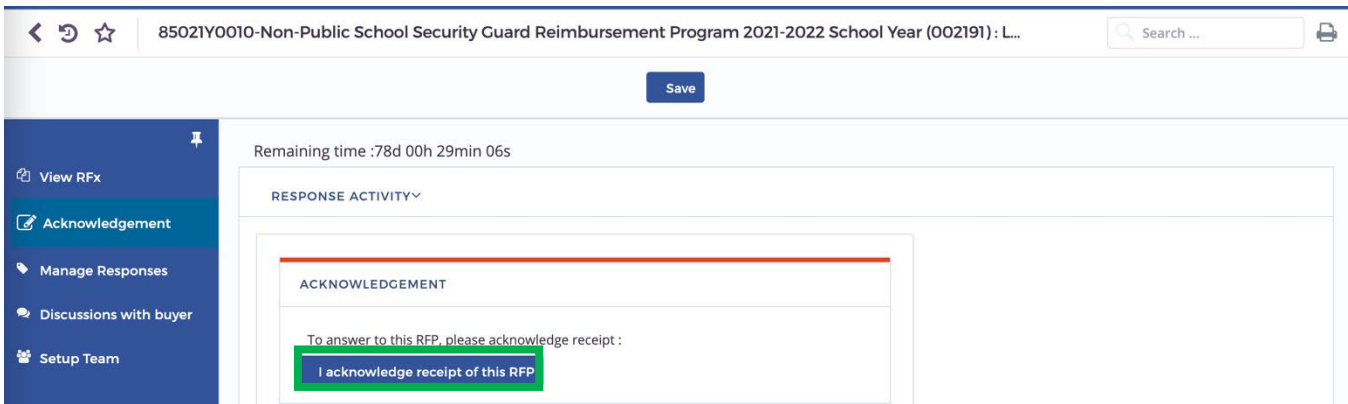 85021Y0010-Non-Public School Security Guard Reimbursement Program 2021-2022 School Year (002191) : L...
Search ...
Save
Remaining time :78d 00h 29min 06s
View RFx
RESPONSE ACTIVITY
Acknowledgement
Manage Responses
ACKNOWLEDGEMENT
Discussions with buyer
To answer to this RFP, please acknowledge receipt :
Setup Team
I acknowledge receipt of this RFP